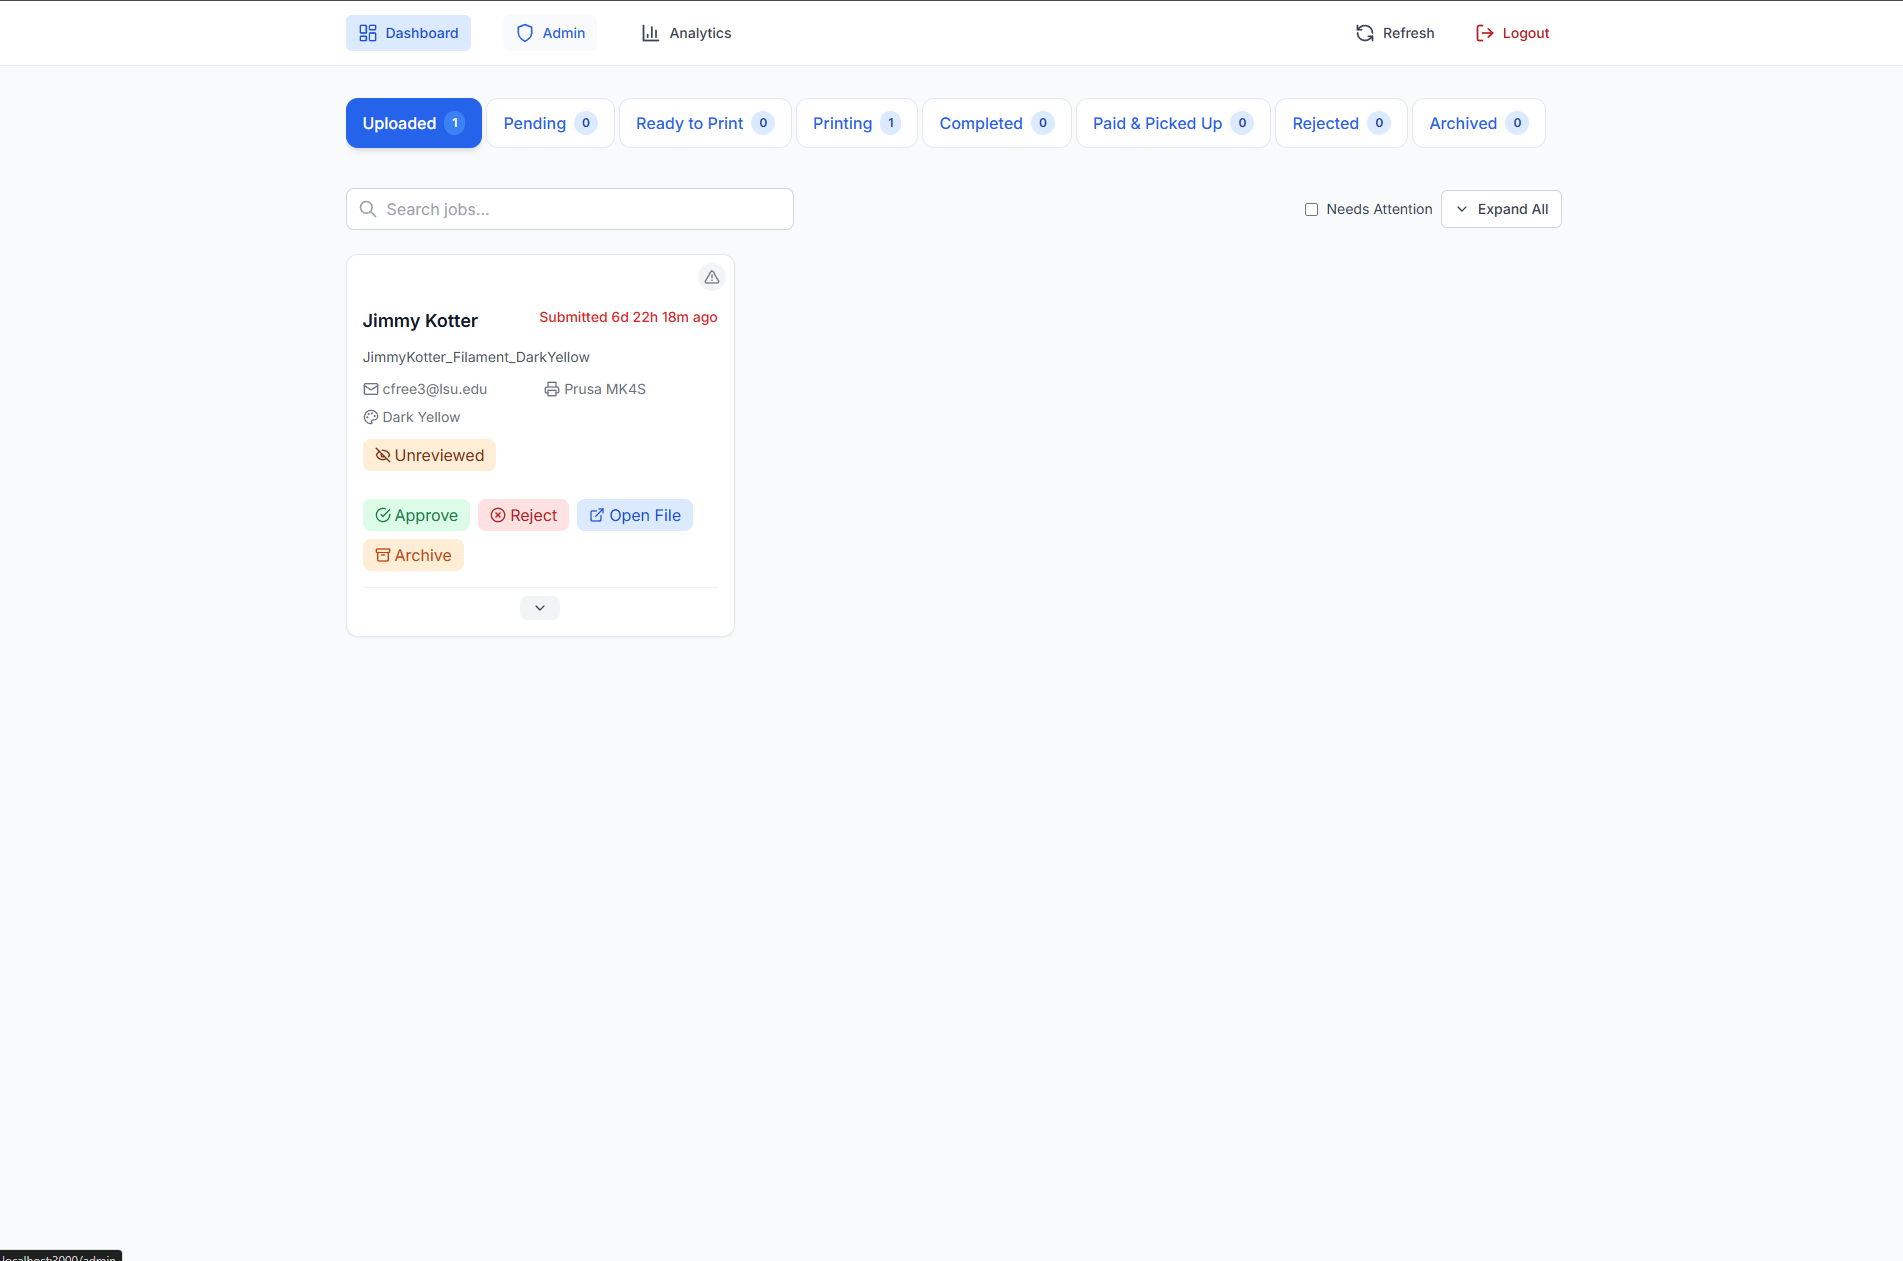 Dashboard Admin Analytics Refresh Logout
Uploaded 1 Pending 0 Ready to Print 0 Printing 1 Completed 0 Paid & Picked Up 0 Rejected 0 Archived 0
Search jobs... Needs Attention Expand All
Jimmy Kotter Submitted 6d 22h 18m ago
JimmyKotter_Filament_DarkYellow
cfree3@lsu.edu Prusa MK4S
Dark Yellow
Unreviewed
Approve Reject Open File
Archive
localhost:3000/admin